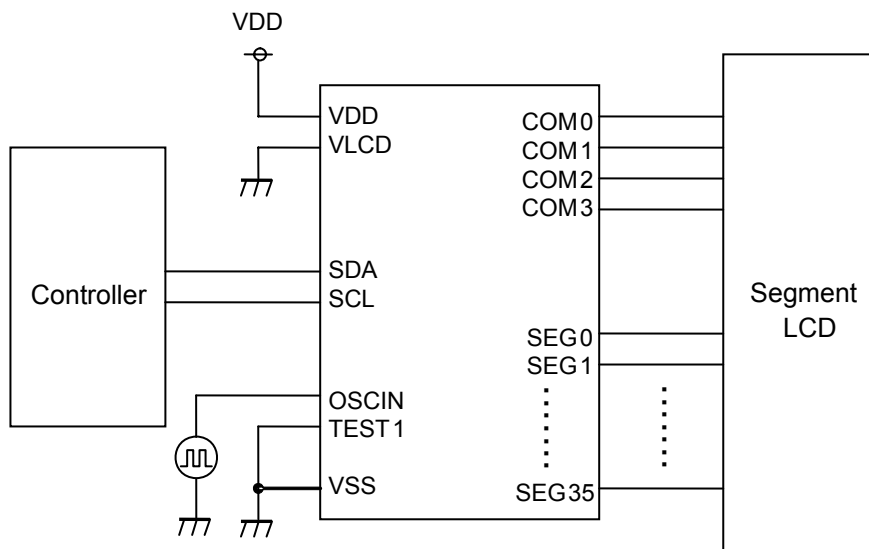 VDD
VDD
VLCD
SDA
SCL
OSCIN
TEST1
VSS
COM0
COM1
COM2
COM3
SEG0
SEG1
SEG35
Controller
Segment
LCD